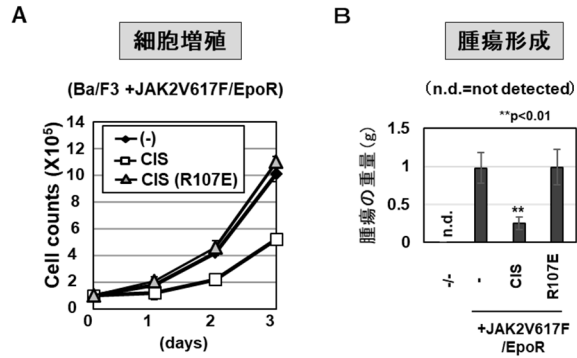 A
細胞増殖
(Ba/F3 +JAK2V617F/EpoR)
Cell counts (X10⁵)
14
12
10
8
6
4
2
0
(-)
CIS
CIS (R107E)
0
1
2
3
(days)
B
腫瘍形成
(n.d.=not detected)
**p<0.01
腫瘍の重量(g)
1.5
1
0.5
0
n.d.
**
-/-
-
CIS
R107E
+JAK2V617F
/EpoR